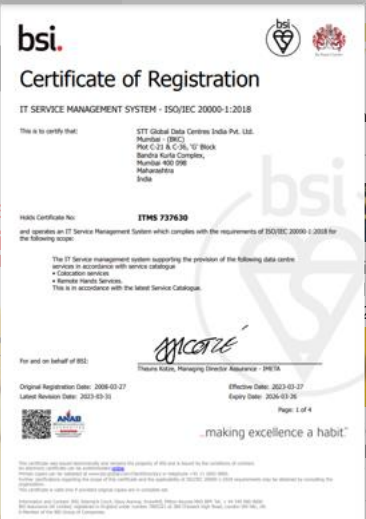 bsi.
bsi
By Royal Charter
Certificate of Registration
IT SERVICE MANAGEMENT SYSTEM - ISO/IEC 20000-1:2018
This is to certify that:
STT Global Data Centres India Pvt. Ltd.
Mumbai - (BKC)
Plot C-21 & C-36, 'G' Block
Bandra Kurla Complex,
Mumbai 400 098
Maharashtra
India
Holds Certificate No:
ITMS 737630
and operates an IT Service Management System which complies with the requirements of ISO/IEC 20000-1:2018 for
the following scope:
The IT Service management system supporting the provision of the following data centre
services in accordance with service catalogue
• Colocation services
• Remote Hands Services.
This is in accordance with the latest Service Catalogue.
For and on behalf of BSI:
Theuns Kotze, Managing Director Assurance - IMETA
Original Registration Date: 2008-03-27
Effective Date: 2023-03-27
Latest Revision Date: 2023-03-31
Expiry Date: 2026-03-26
Page: 1 of 4
ANAB
...making excellence a habit.™